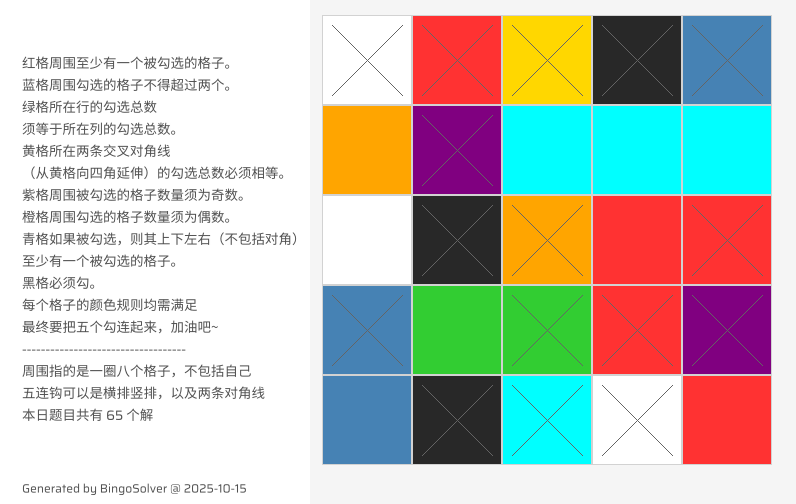 红格周围至少有一个被勾选的格子。
蓝格周围勾选的格子不得超过两个。
绿格所在行的勾选总数
须等于所在列的勾选总数。
黄格所在两条交叉对角线
（从黄格向四角延伸）的勾选总数必须相等。
紫格周围被勾选的格子数量须为奇数。
橙格周围勾选的格子数量须为偶数。
青格如果被勾选，则其上下左右（不包括对角）
至少有一个被勾选的格子。
黑格必须勾。
每个格子的颜色规则均需满足
最终要把五个勾连起来，加油吧~
-----------------------------------
周围指的是一圈八个格子，不包括自己
五连钩可以是横排竖排，以及两条对角线
本日题目共有 65 个解
Generated by BingoSolver @ 2025-10-15